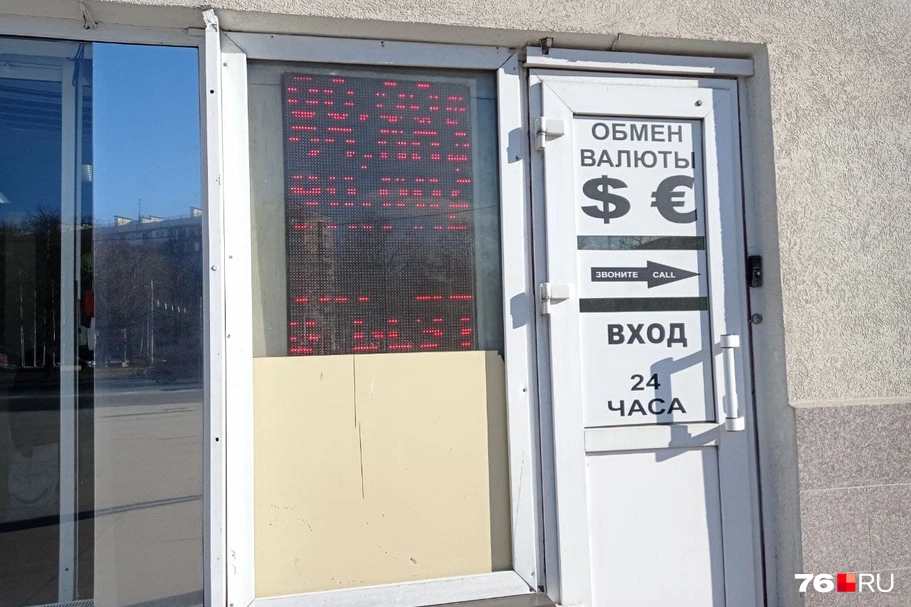 ОБМЕН
ВАЛЮТЫ
$ €
ЗВОНИТЕ CALL
ВХОД
24
ЧАСА
76.RU